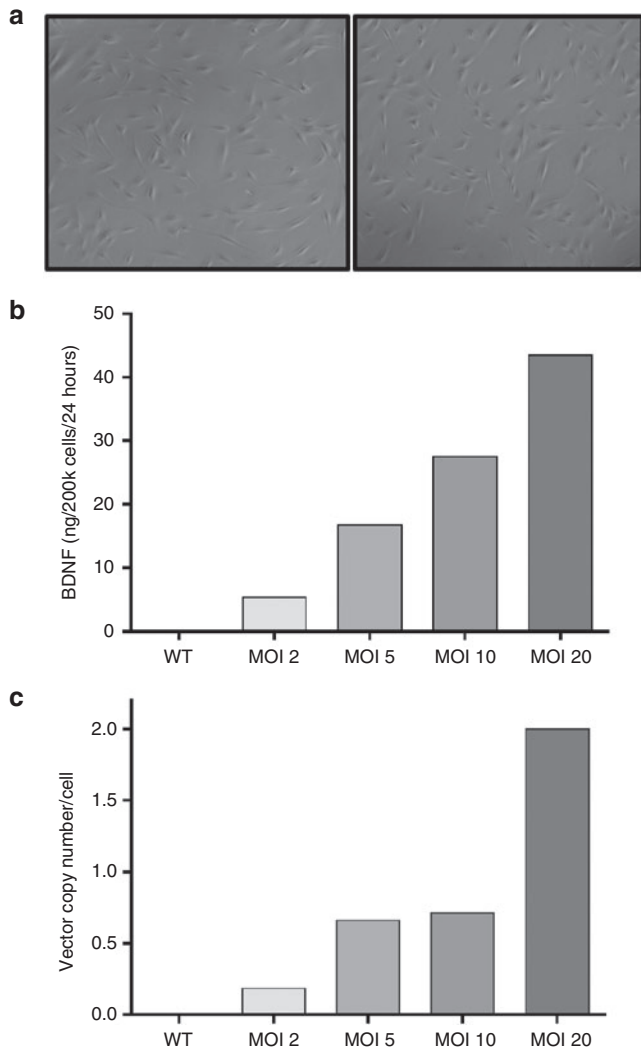 a
b
50
40
30
20
10
0
BDNF (ng/200k cells/24 hours)
WT MOI 2 MOI 5 MOI 10 MOI 20
c
2.0
1.5
1.0
0.5
0.0
Vector copy number/cell
WT MOI 2 MOI 5 MOI 10 MOI 20